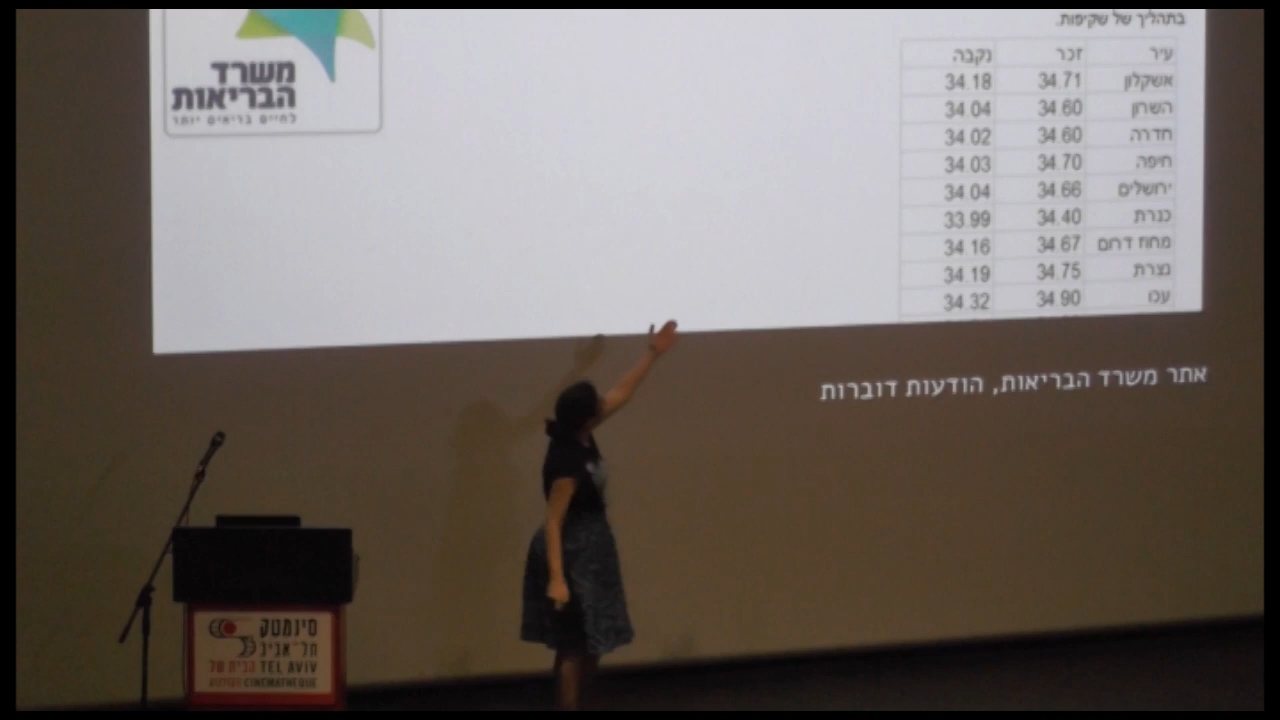 בתהליך של שקיפות.
עיר זכר נקבה
אשקלון 34.71 34.18
השרון 34.60 34.04
חדרה 34.60 34.02
חיפה 34.70 34.03
ירושלים 34.66 34.04
כנרת 34.40 33.99
מחוז דרום 34.67 34.16
נצרת 34.75 34.19
עכו 34.90 34.32
משרד
הבריאות
לחיים בריאים יותר
אתר משרד הבריאות, הודעות דוברות
סינמטק
תל־אביב
TEL AVIV הבית של
CINEMATHEQUE